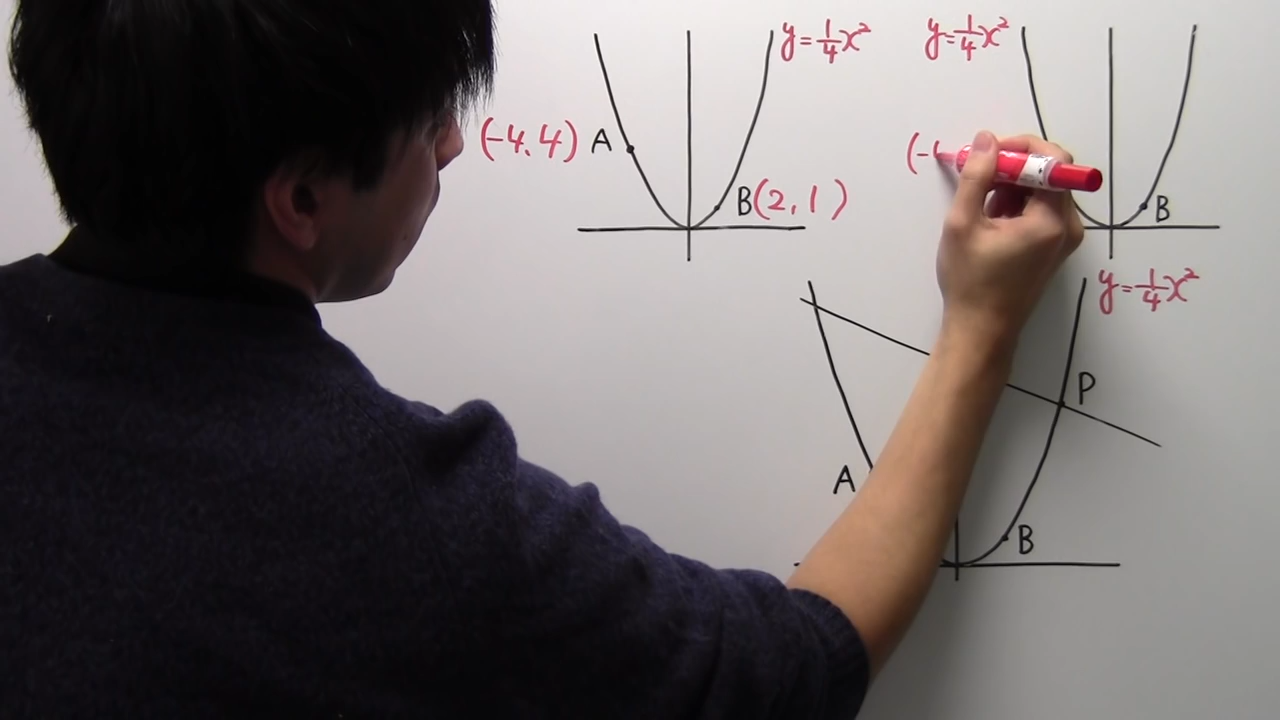 y=1/4x²
y=1/4x²
(-4,4) A
B(2,1)
(-
B
y=1/4x²
P
A
B